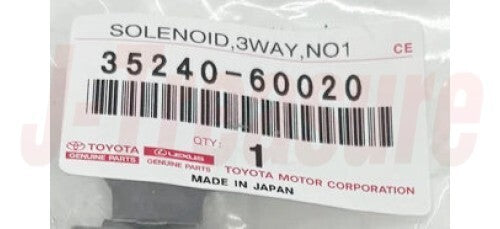 SOLENOID,3WAY,NO1 CE
35240-60020
QTY:
1
TOYOTA LEXUS
GENUINE PARTS GENUINE PARTS TOYOTA MOTOR CORPORATION
MADE IN JAPAN